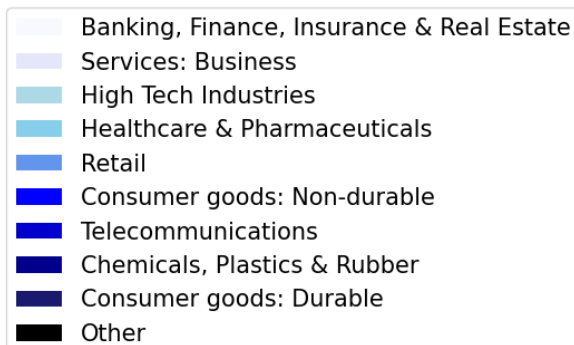 Banking, Finance, Insurance & Real Estate
Services: Business
High Tech Industries
Healthcare & Pharmaceuticals
Retail
Consumer goods: Non-durable
Telecommunications
Chemicals, Plastics & Rubber
Consumer goods: Durable
Other